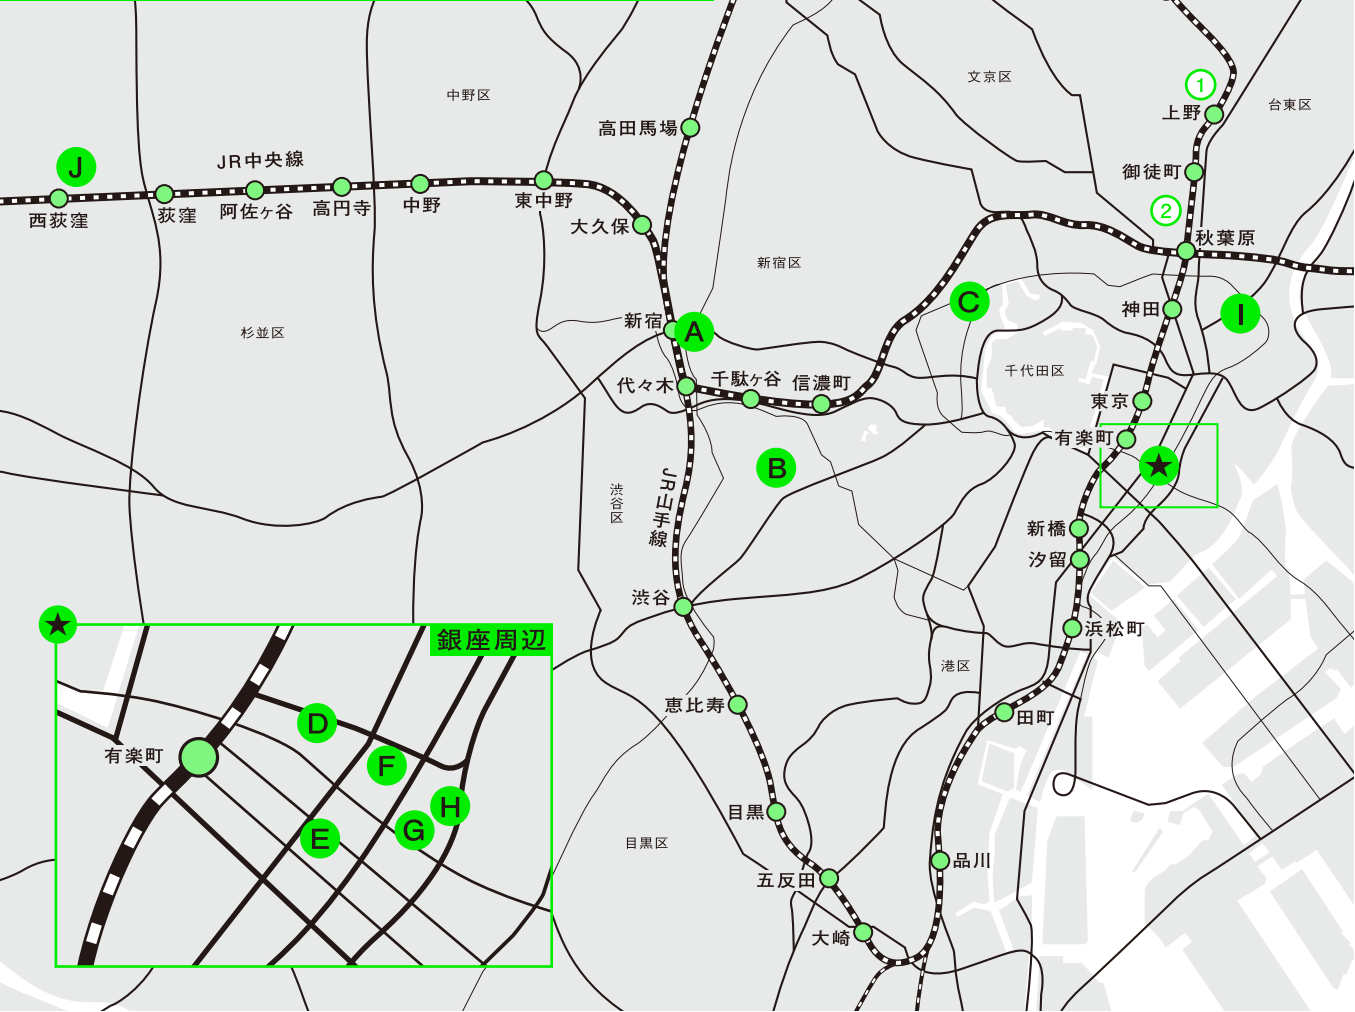 文京区
1
台東区
中野区
上野
高田馬場
J
JR中央線
御徒町
2
西荻窪
荻窪
阿佐ヶ谷
高円寺
中野
東中野
大久保
秋葉原
新宿区
C
神田
I
杉並区
新宿
A
千代田区
代々木
千駄ヶ谷
信濃町
東京
有楽町
★
B
JR山手線
渋谷区
新橋
汐留
渋谷
浜松町
★
銀座周辺
港区
恵比寿
田町
D
有楽町
F
H
G
E
目黒
目黒区
品川
五反田
大崎